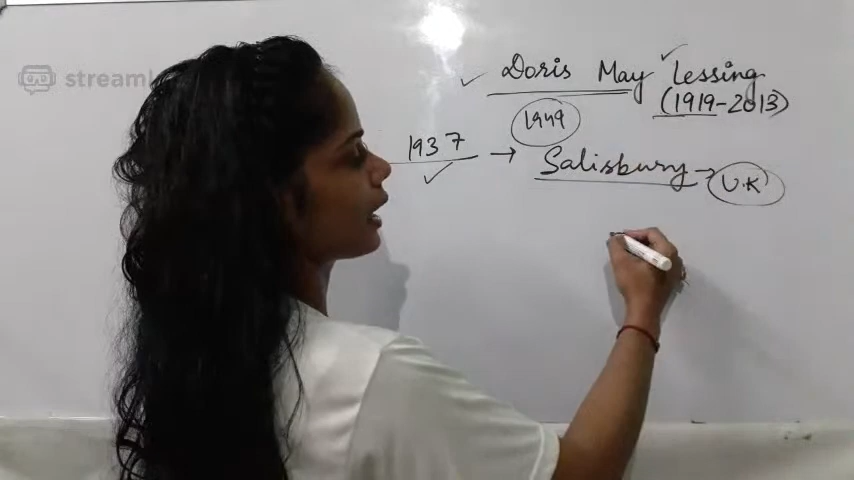 streaml
Doris May Lessing
(1919-2013)
1949
1937 → Salisbury → U.K